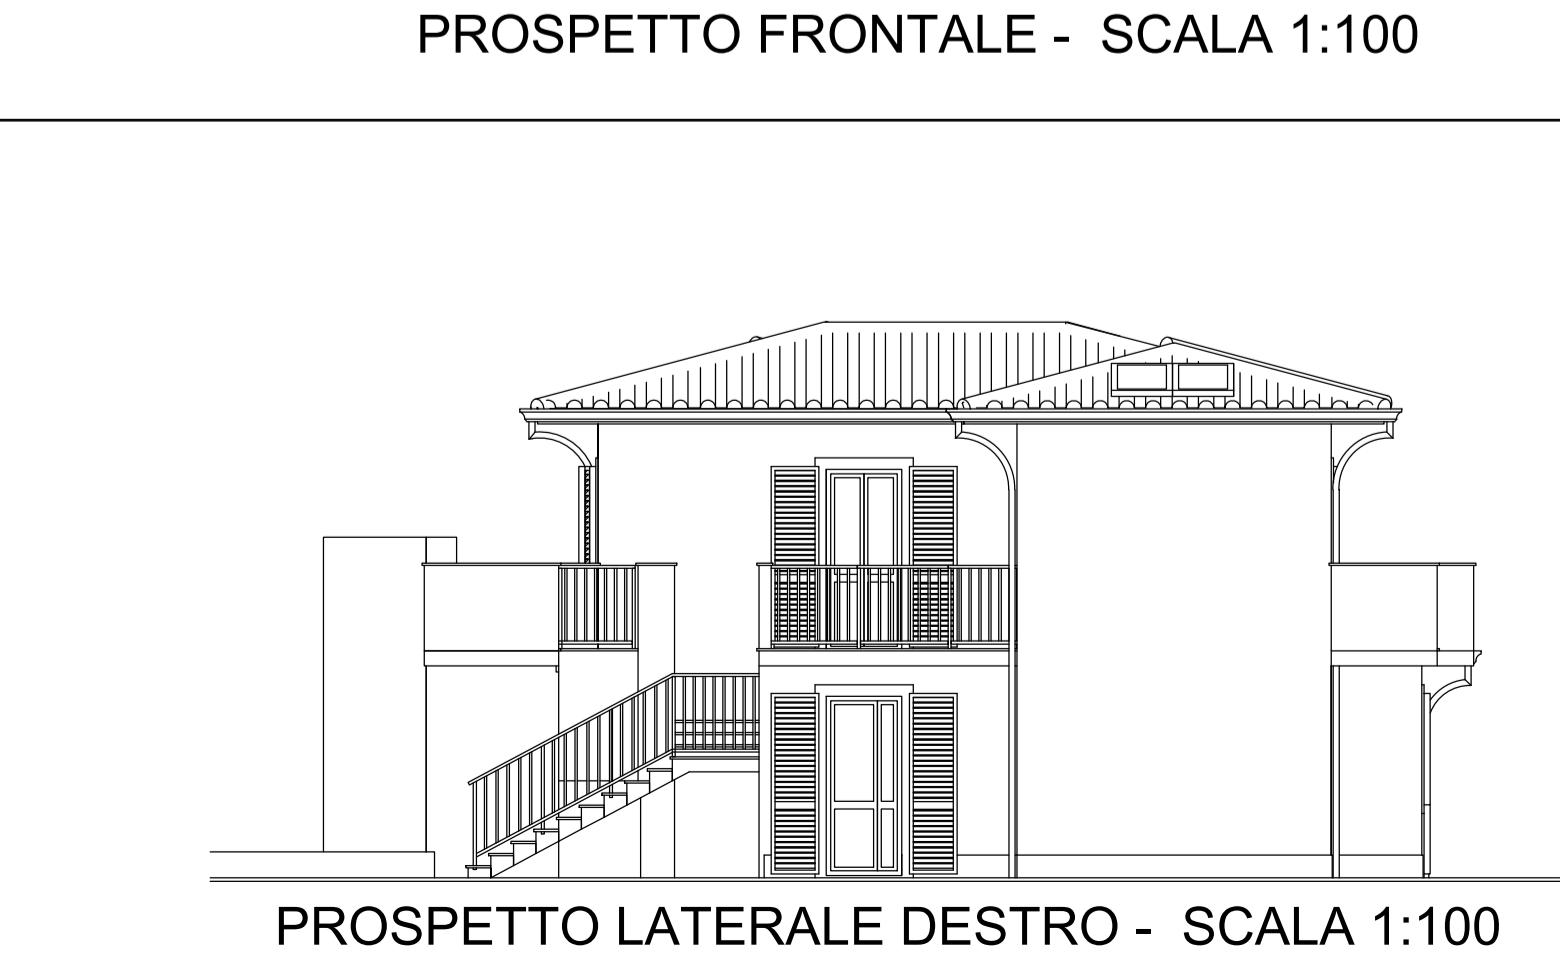 PROSPETTO FRONTALE - SCALA 1:100
PROSPETTO LATERALE DESTRO - SCALA 1:100